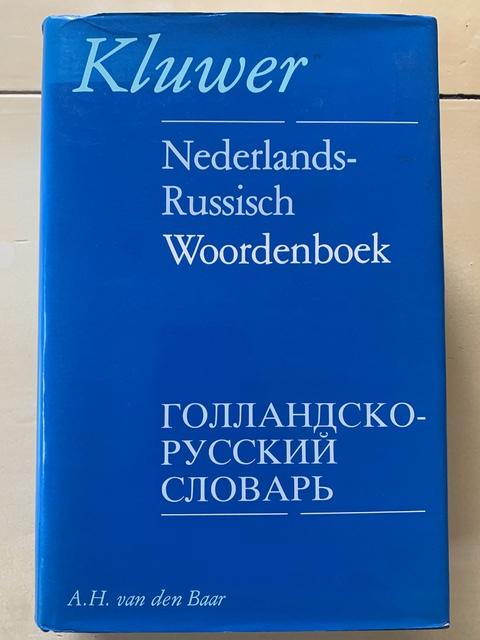 Kluwer
Nederlands-
Russisch
Woordenboek
ГОЛЛАНДСКО-
РУССКИЙ
СЛОВАРЬ
A.H. van den Baar